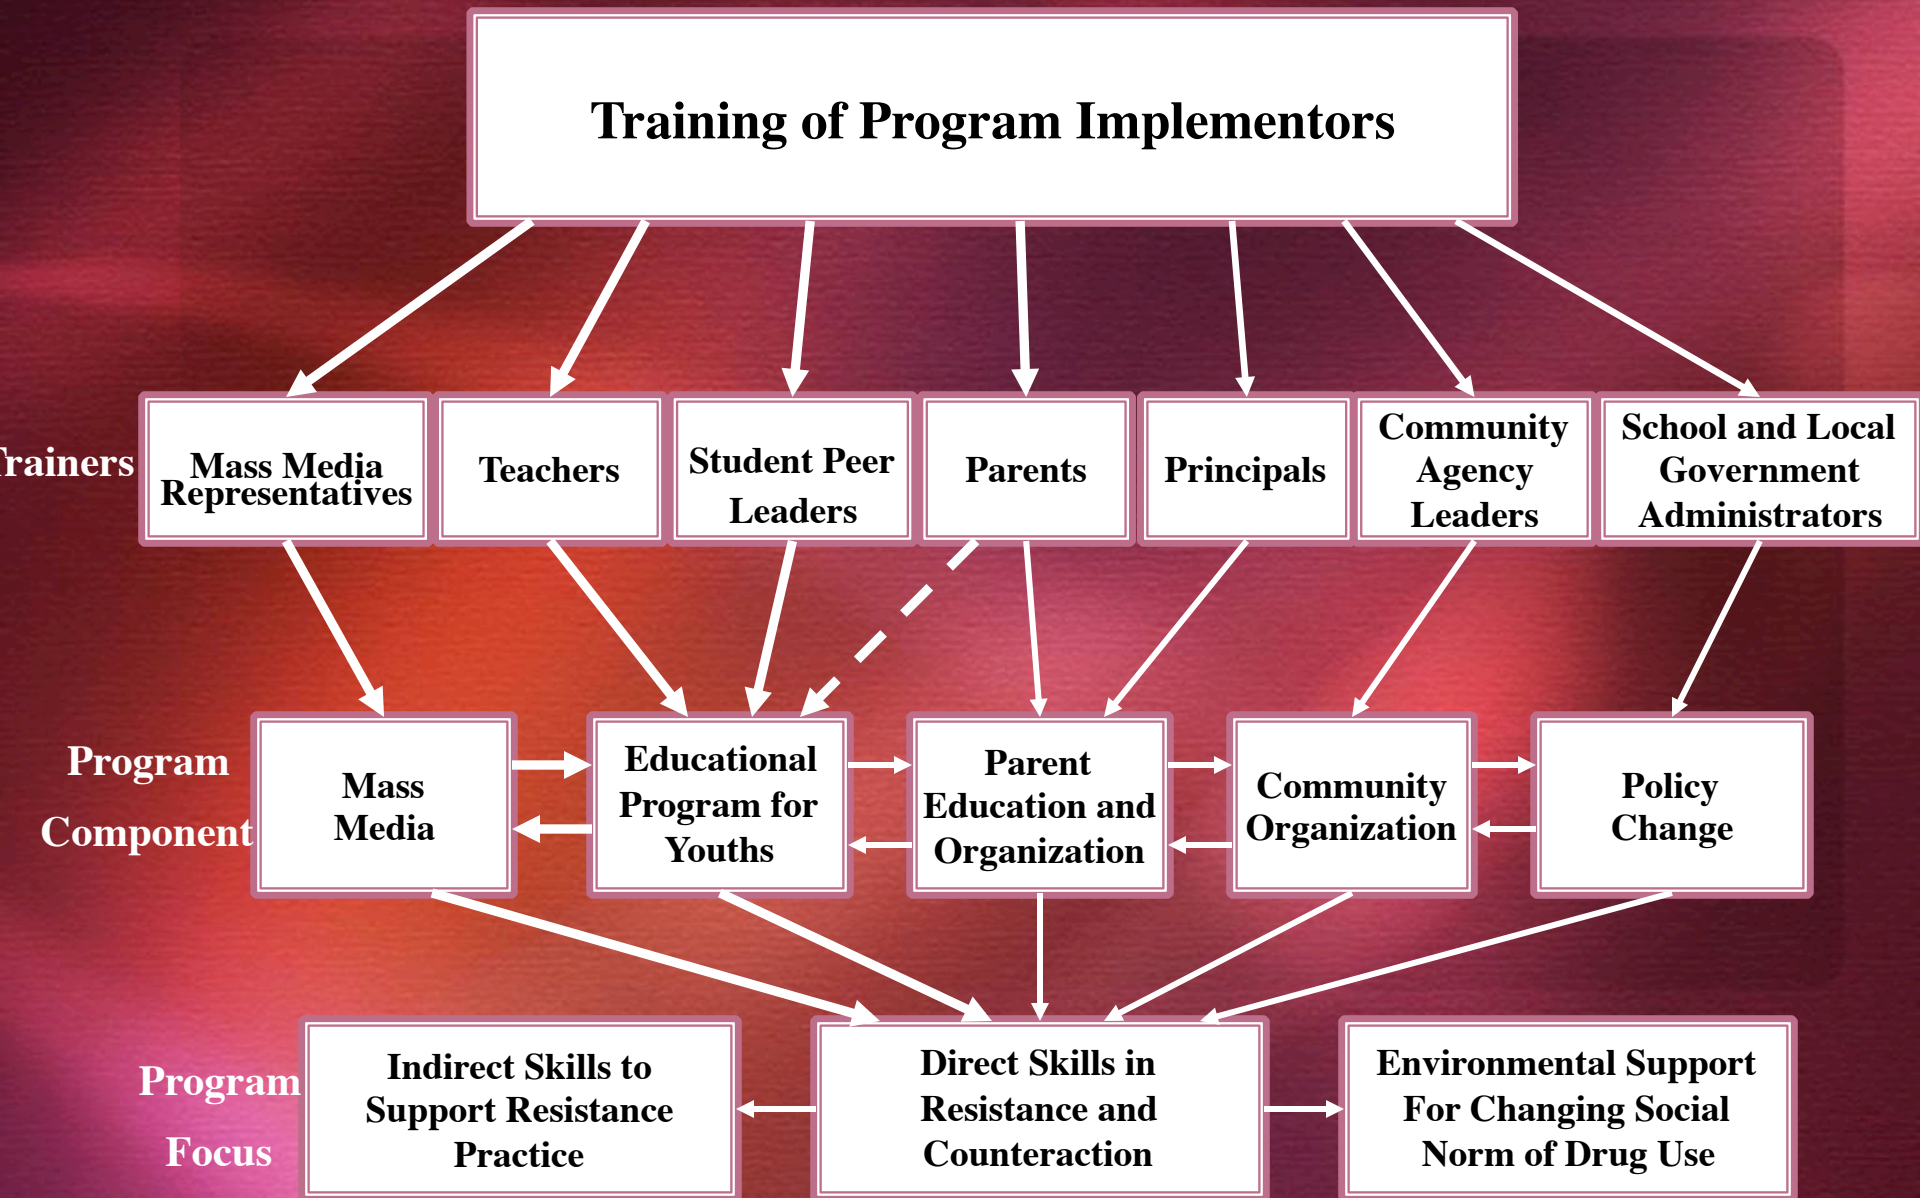 Training of Program Implementors
Trainers
Mass Media
Representatives
Teachers
Student Peer
Leaders
Parents
Principals
Community
Agency
Leaders
School and Local
Government
Administrators
Program
Component
Mass
Media
Educational
Program for
Youths
Parent
Education and
Organization
Community
Organization
Policy
Change
Program
Focus
Indirect Skills to
Support Resistance
Practice
Direct Skills in
Resistance and
Counteraction
Environmental Support
For Changing Social
Norm of Drug Use